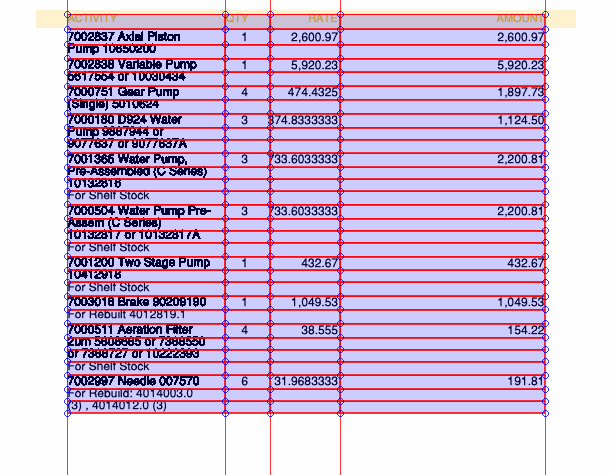 ACTIVITY QTY RATE AMOUNT
7002837 Axial Piston 1 2,600.97 2,600.97
Pump 10650200
7002838 Variable Pump 1 5,920.23 5,920.23
5617554 or 10030434
7000751 Gear Pump 4 474.4325 1,897.73
(Single) 5010624
7000180 D924 Water 3 374.8333333 1,124.50
Pump 9887944 or
9077637 or 9077637A
7001365 Water Pump, 3 733.6033333 2,200.81
Pre-Assembled (C Series)
10132816
For Shelf Stock
7000504 Water Pump Pre- 3 733.6033333 2,200.81
Assem (C Series)
10132817 or 10132817A
For Shelf Stock
7001200 Two Stage Pump 1 432.67 432.67
10412918
For Shelf Stock
7003018 Brake 90209190 1 1,049.53 1,049.53
For Rebuilt 4012819.1
7000511 Aeration Filter 4 38.555 154.22
2um 5608685 or 7368550
or 7388727 or 10222393
For Shelf Stock
7002997 Needle 007570 6 31.9683333 191.81
For Rebuild: 4014003.0
(3) , 4014012.0 (3)